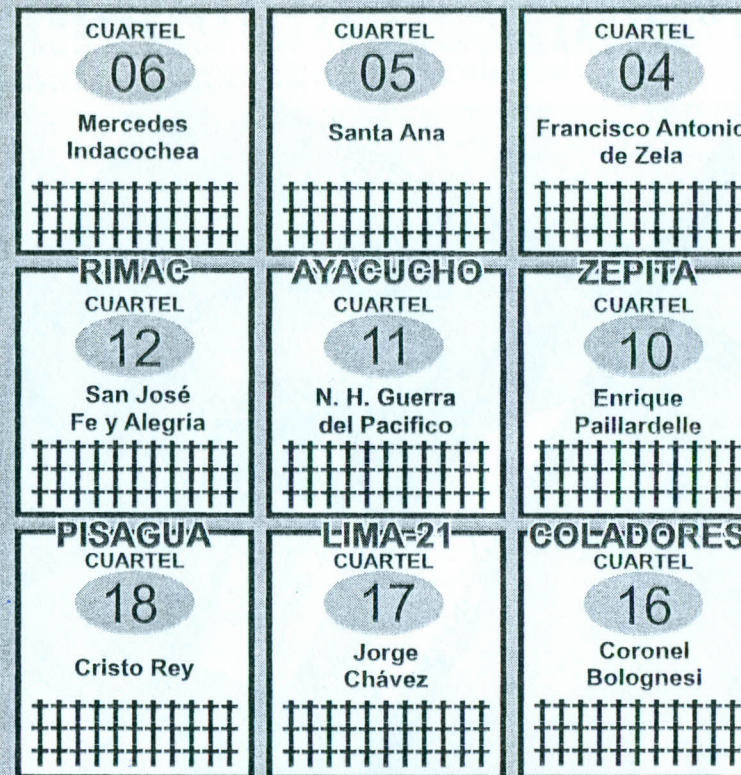 CUARTEL
06
Mercedes
Indacochea
CUARTEL
05
Santa Ana
CUARTEL
04
Francisco Antonio
de Zela
RIMAC
CUARTEL
12
San José
Fe y Alegría
AYACUCHO
CUARTEL
11
N. H. Guerra
del Pacifico
ZEPITA
CUARTEL
10
Enrique
Paillardelle
PISAGUA
CUARTEL
18
Cristo Rey
LIMA-21
CUARTEL
17
Jorge
Chávez
COLADORES
CUARTEL
16
Coronel
Bolognesi